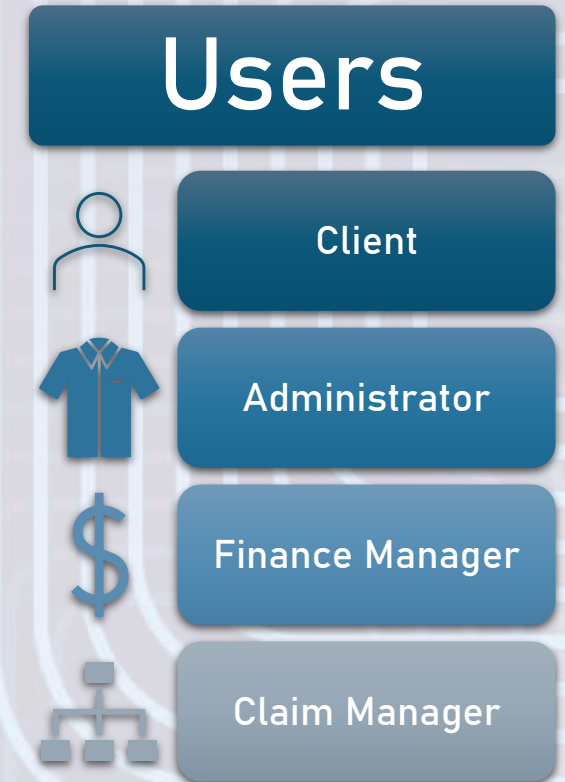 Users
Client
Administrator
$
Finance Manager
Claim Manager